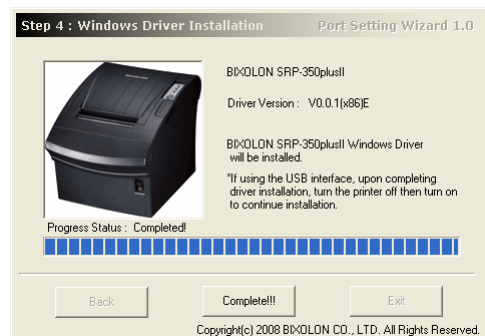 Step 4 : Windows Driver Installation
Port Setting Wizard 1.0
BIXOLON SRP-350plusII
Driver Version : V0.0.1(x86)E
BIXOLON SRP-350plusII Windows Driver
will be installed.
"If using the USB interface, upon completing
driver installation, turn the printer off then turn on
to continue installation.
Progress Status : Completed!
Back
Complete!!!
Exit
Copyright(c) 2008 BIXOLON CO., LTD. All Rights Reserved.